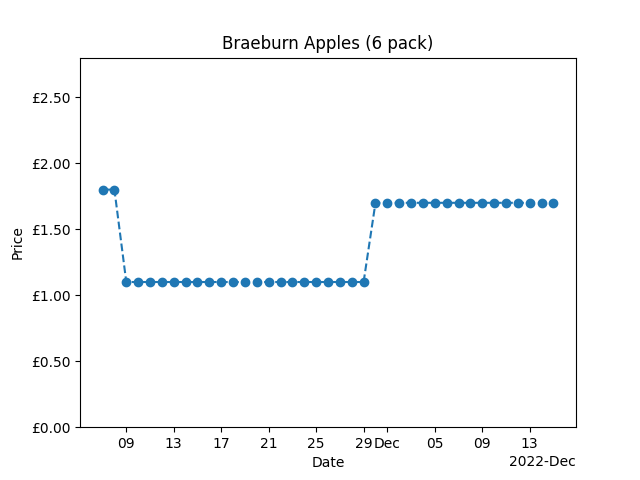 Braeburn Apples (6 pack)
£2.50
£2.00
£1.50
£1.00
£0.50
£0.00
Price
09 13 17 21 25 29 Dec 05 09 13
Date
2022-Dec